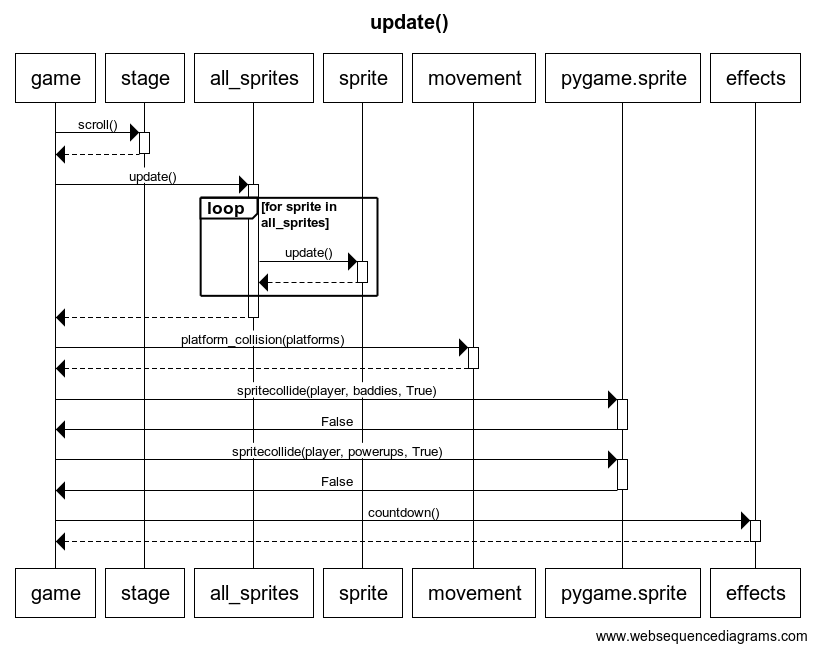 update()
game
stage
all_sprites
sprite
movement
pygame.sprite
effects
scroll()
update()
loop
[for sprite in
all_sprites]
update()
platform_collision(platforms)
spritecollide(player, baddies, True)
False
spritecollide(player, powerups, True)
False
countdown()
game
stage
all_sprites
sprite
movement
pygame.sprite
effects
www.websequencediagrams.com